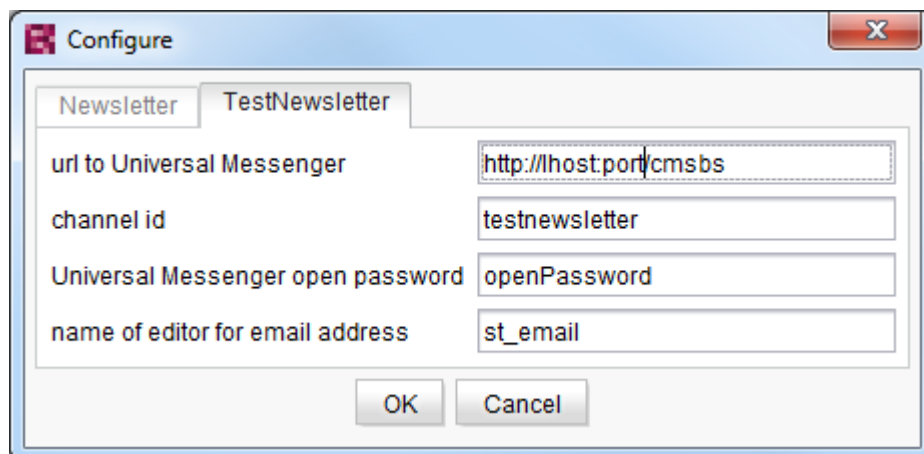 Configure
Newsletter TestNewsletter
url to Universal Messenger http://lhost:port/cmsbs
channel id testnewsletter
Universal Messenger open password openPassword
name of editor for email address st_email
OK Cancel